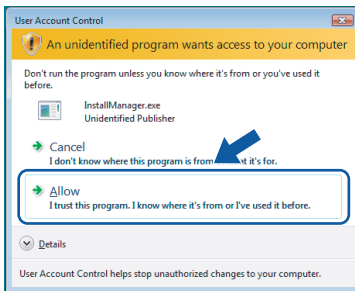 User Account Control
An unidentified program wants access to your computer
Don't run the program unless you know where it's from or you've used it
before.
InstallManager.exe
Unidentified Publisher
Cancel
I don't know where this program is from it's for.
Allow
I trust this program. I know where it's from or I've used it before.
Details
User Account Control helps stop unauthorized changes to your computer.